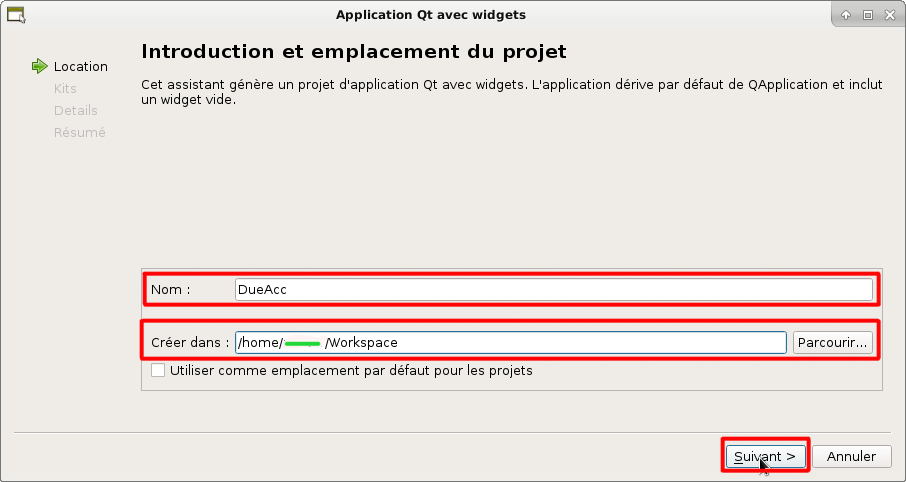 Application Qt avec widgets
Introduction et emplacement du projet
Location
Kits
Details
Résumé
Cet assistant génère un projet d'application Qt avec widgets. L'application dérive par défaut de QApplication et inclut
un widget vide.
Nom : DueAcc
Créer dans : /home/ /Workspace Parcourir...
Utiliser comme emplacement par défaut pour les projets
Suivant > Annuler